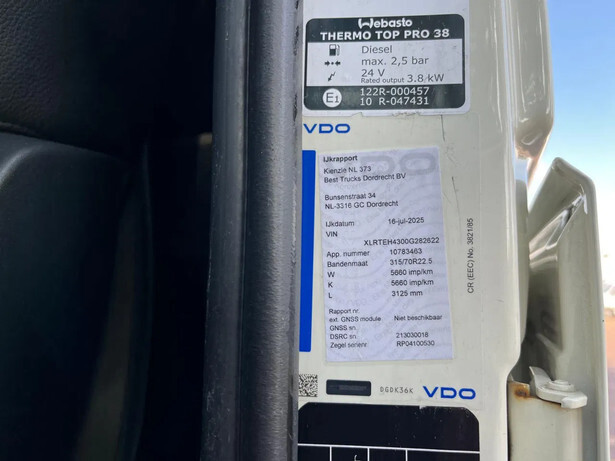 Webasto
THERMO TOP PRO 38
Diesel
max. 2,5 bar
24 V
Rated output 3.8 kW
E1
122R-000457
10 R-047431
VDO
VDO
IJkrapport
Kienzle NL 373
Best Trucks Dordrecht BV
Bunsenstraat 34
NL-3316 GC Dordrecht
IJkdatum 16-jul-2025
VIN
XLRTEH4300G282622
App. nummer 10783463
Bandenmaat 315/70R22.5
W 5660 imp/km
K 5660 imp/km
L 3125 mm
Rapport nr.
ext. GNSS module Niet beschikbaar
GNSS sn.
DSRC sn. 213030018
Zegel serienr. RP04100530
CR (EEC) No. 3821/85
DGDK36K
VDO